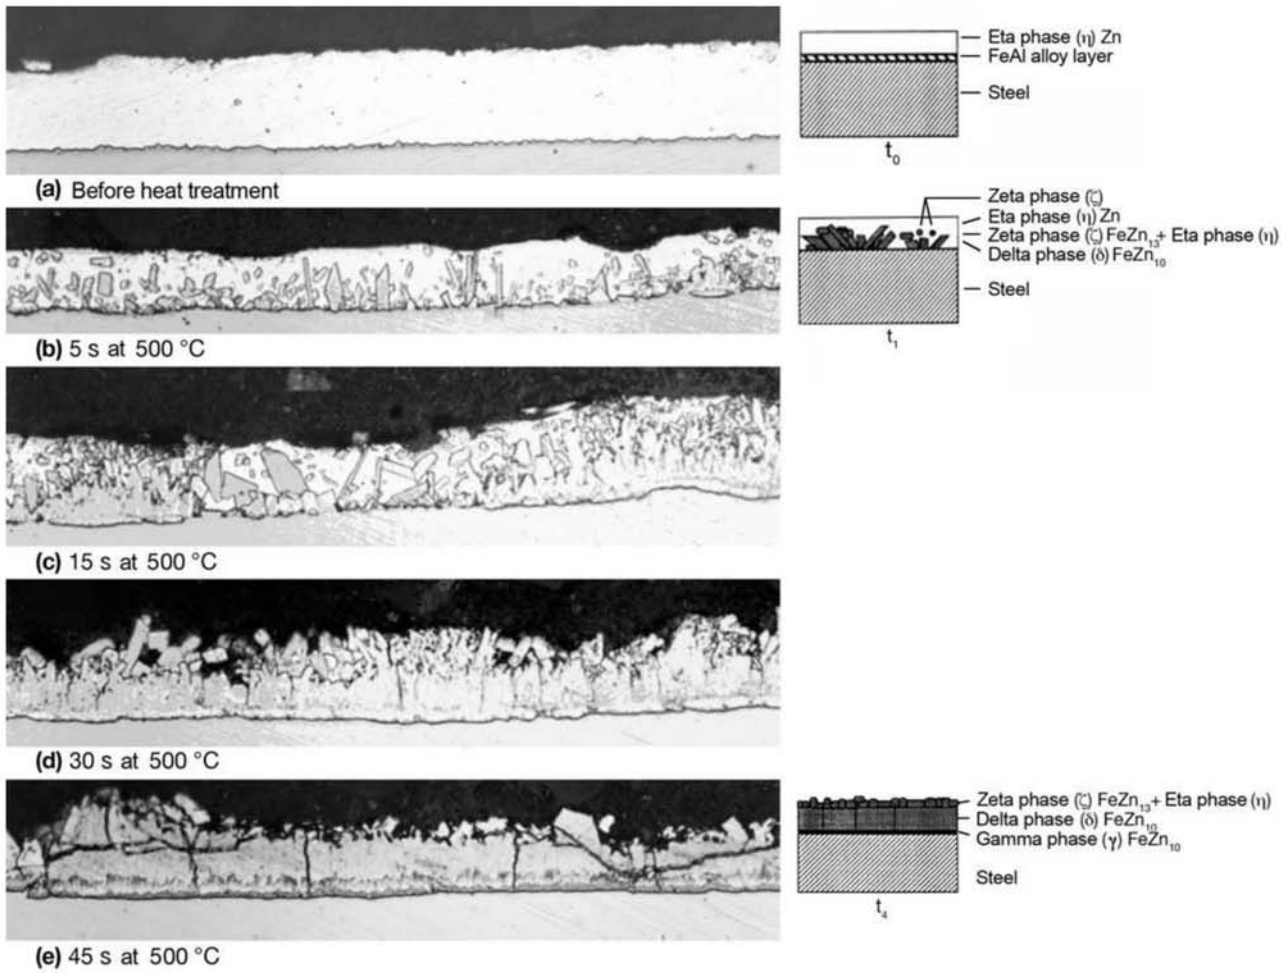 Eta phase (η) Zn
FeAl alloy layer
Steel
t₀
(a) Before heat treatment
Zeta phase (ζ)
Eta phase (η) Zn
Zeta phase (ζ) FeZn₁₃+ Eta phase (η)
Delta phase (δ) FeZn₁₀
Steel
t₁
(b) 5 s at 500 °C
(c) 15 s at 500 °C
(d) 30 s at 500 °C
Zeta phase (ζ) FeZn₁₃+ Eta phase (η)
Delta phase (δ) FeZn₁₀
Gamma phase (γ) FeZn₁₀
Steel
t₄
(e) 45 s at 500 °C